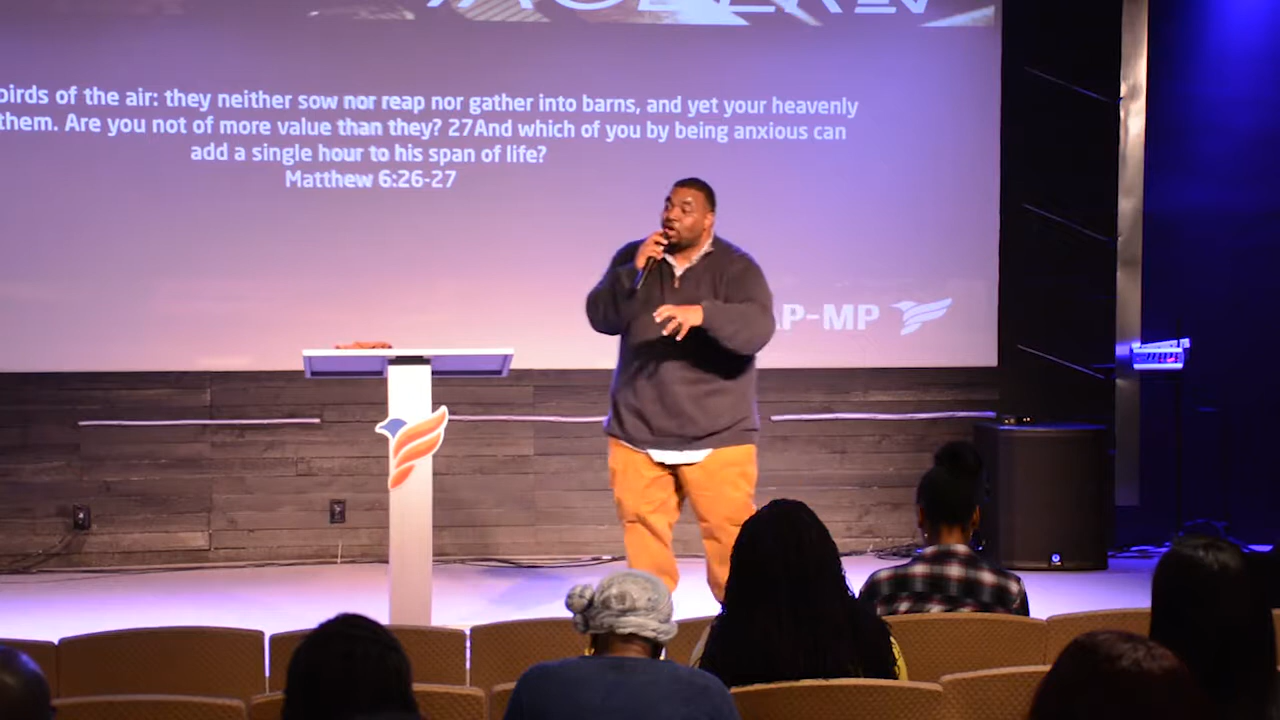 birds of the air: they neither sow nor reap nor gather into barns, and yet your heavenly
them. Are you not of more value than they? 27And which of you by being anxious can
add a single hour to his span of life?
Matthew 6:26-27
P-MP